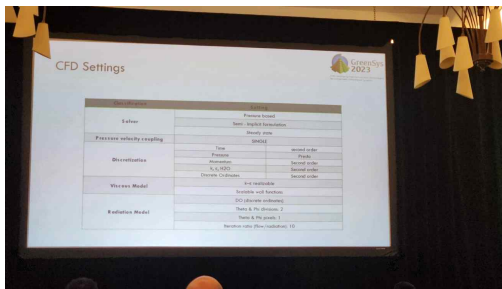 CFD Settings
GreenSys
2023
Solver
Pressure based
Semi - Implicit formulation
Steady state
Pressure velocity coupling
SIMPLE
Discretization
Time
second order
Pressure
Presto
Momentum
Second order
k, ε, H2O
Second order
Discrete Ordinates
Second order
Viscous Model
k-ε realizable
Scalable wall functions
Radiation Model
DO (discrete ordinates)
Theta & Phi divisions: 2
Theta & Phi pixels: 1
Iteration ratio (flow/radiation): 10